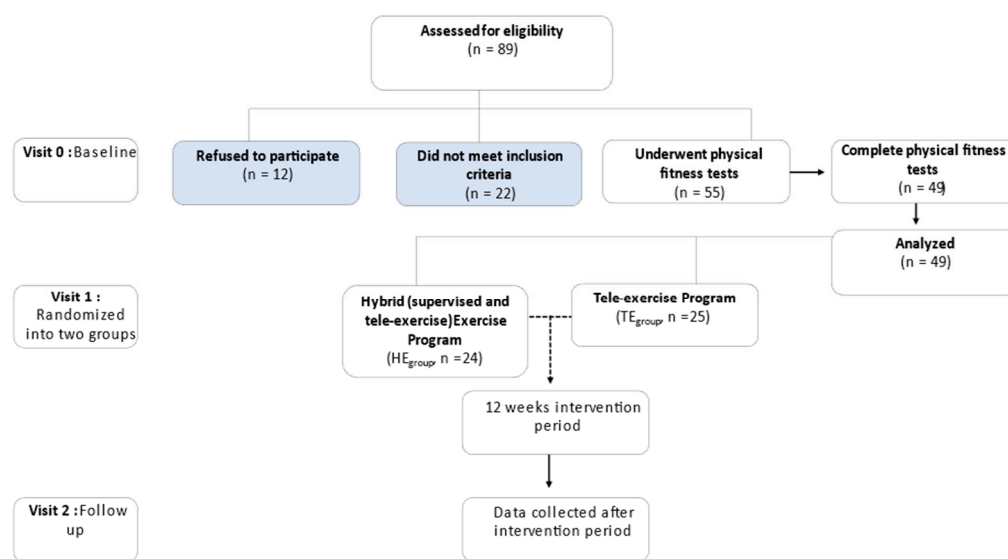 Assessed for eligibility
(n = 89)
Visit 0 :Baseline
Refused to participate
(n = 12)
Did not meet inclusion
criteria
(n = 22)
Underwent physical
fitness tests
(n = 55)
Complete physical fitness
tests
(n = 49)
Analyzed
(n = 49)
Visit 1 :
Randomized
into two groups
Hybrid (supervised and
tele-exercise)Exercise
Program
(HEgroup, n =24)
Tele-exercise Program
(TEgroup, n =25)
12 weeks intervention
period
Visit 2 :Follow
up
Data collected after
intervention period